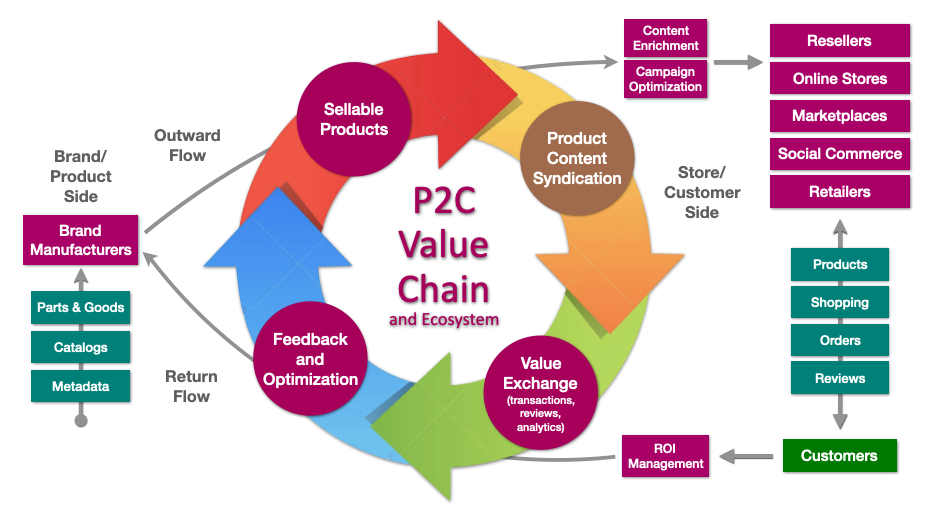 Content
Enrichment
Campaign
Optimization
Resellers
Online Stores
Marketplaces
Social Commerce
Retailers
Sellable
Products
Outward
Flow
Product
Content
Syndication
Brand/
Product
Side
Store/
Customer
Side
P2C
Value
Chain
and Ecosystem
Brand
Manufacturers
Parts & Goods
Catalogs
Metadata
Products
Shopping
Orders
Reviews
Feedback
and
Optimization
Value
Exchange
(transactions,
reviews,
analytics)
Return
Flow
ROI
Management
Customers